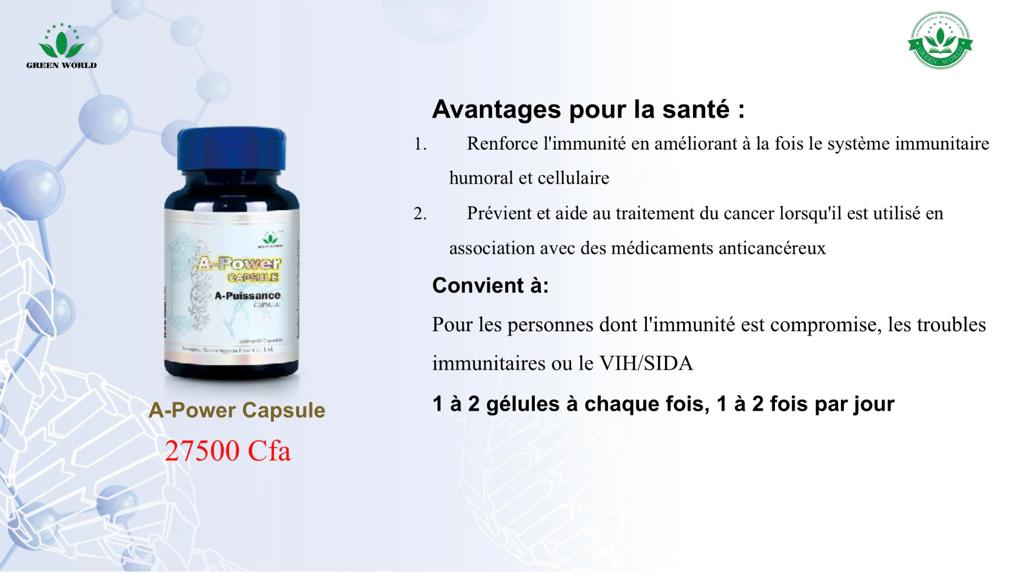 GREEN WORLD
GREEN WORLD
Avantages pour la santé :
1. Renforce l'immunité en améliorant à la fois le système immunitaire
humoral et cellulaire
2. Prévient et aide au traitement du cancer lorsqu'il est utilisé en
association avec des médicaments anticancéreux
Convient à:
Pour les personnes dont l'immunité est compromise, les troubles
immunitaires ou le VIH/SIDA
1 à 2 gélules à chaque fois, 1 à 2 fois par jour
A-Power
CAPSULE
A-Puissance
CAPSULE
A-Power Capsule
27500 Cfa